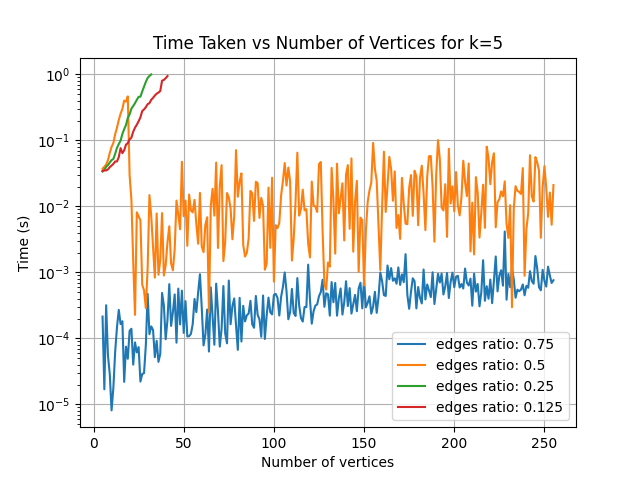 Time Taken vs Number of Vertices for k=5
10⁰
10⁻¹
10⁻²
10⁻³
10⁻⁴
10⁻⁵
Time (s)
edges ratio: 0.75
edges ratio: 0.5
edges ratio: 0.25
edges ratio: 0.125
0 50 100 150 200 250
Number of vertices